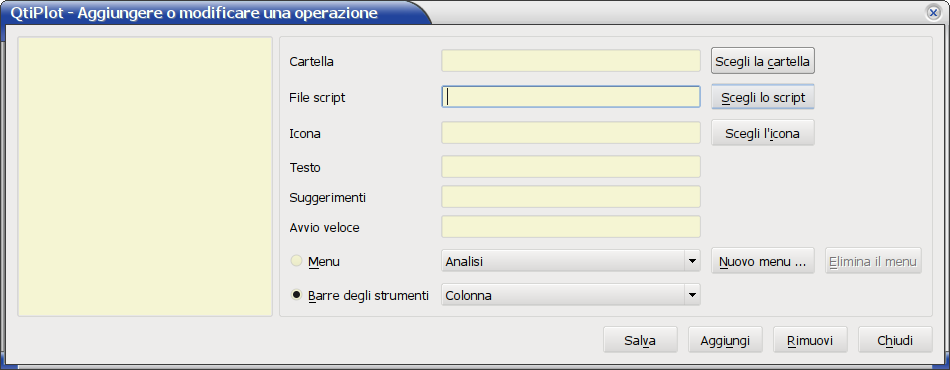 QtiPlot - Aggiungere o modificare una operazione
Cartella Scegli la cartella
File script Scegli lo script
Icona Scegli l'icona
Testo
Suggerimenti
Avvio veloce
Menu Analisi Nuovo menu ... Elimina il menu
Barre degli strumenti Colonna
Salva Aggiungi Rimuovi Chiudi